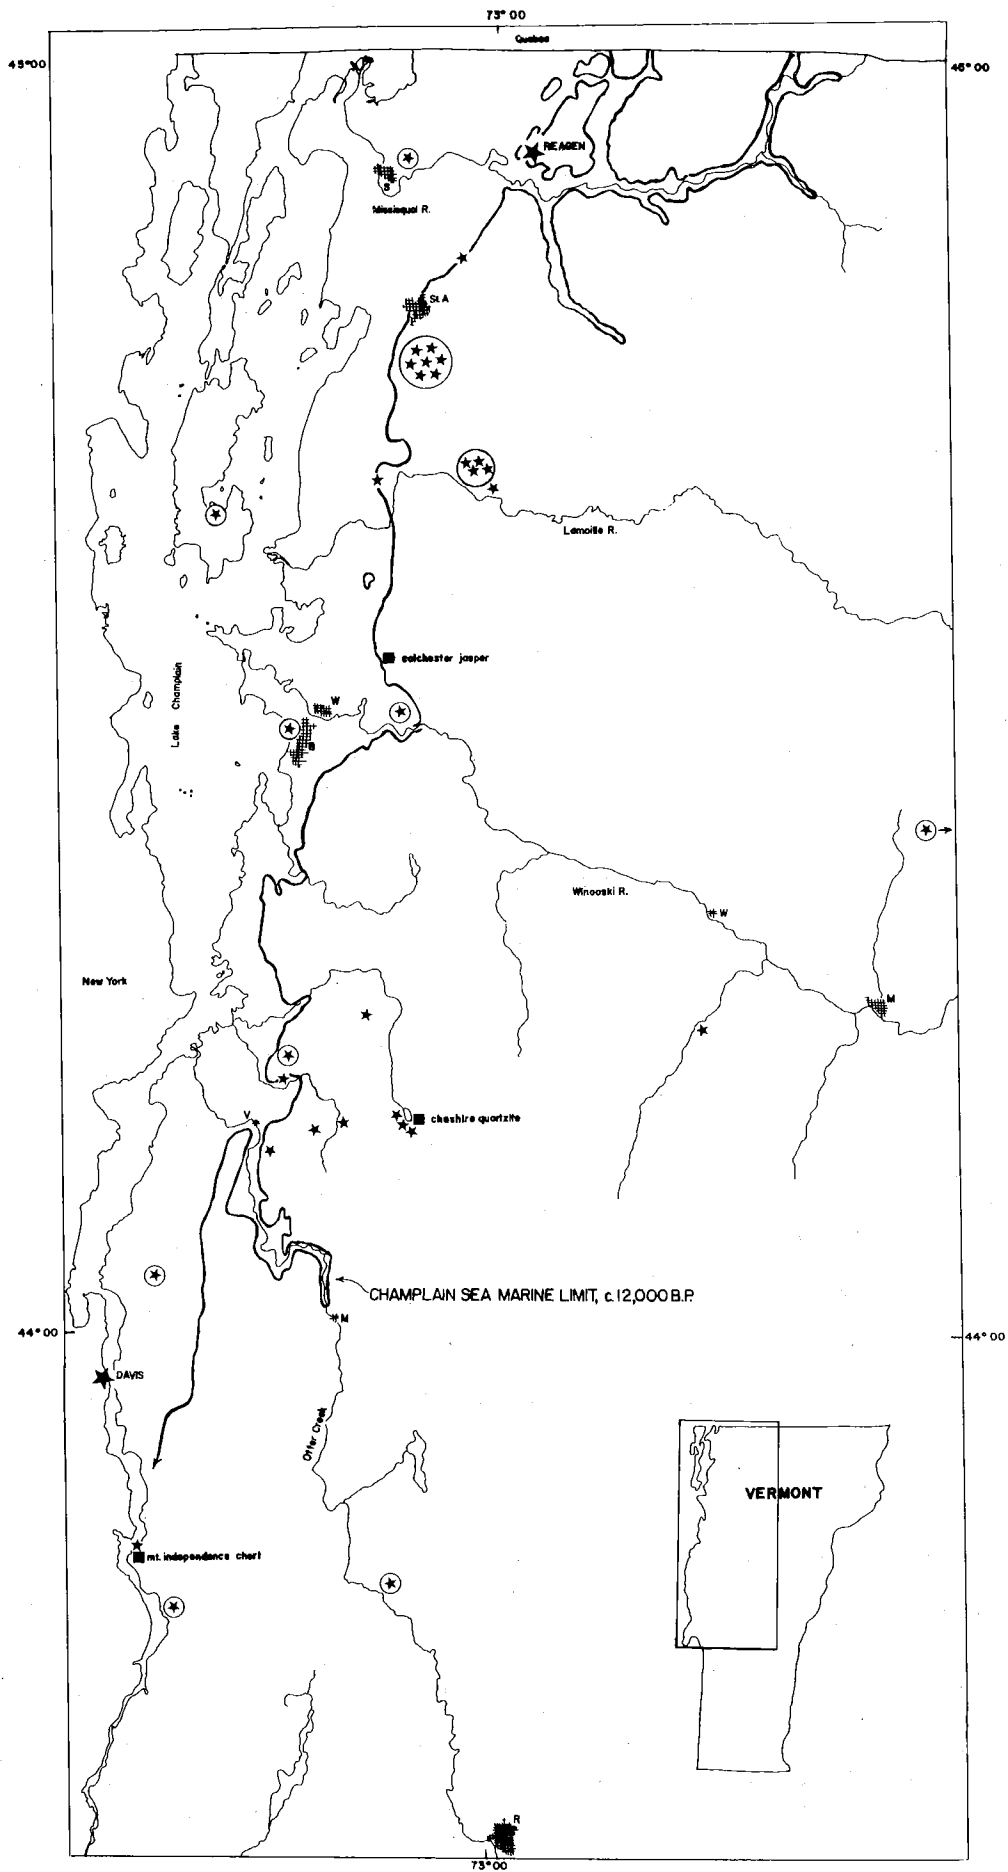 73° 00
Quebec
45°00
45° 00
REAGEN
S
Missisquoi R.
St. A
Lamoille R.
colchester jasper
Lake Champlain
W
B
Winooski R.
W
New York
M
V
cheshire quartzite
CHAMPLAIN SEA MARINE LIMIT, c.12,000 B.P.
M
44° 00
44° 00
DAVIS
Otter Creek
VERMONT
mt. independence chert
R
73°00